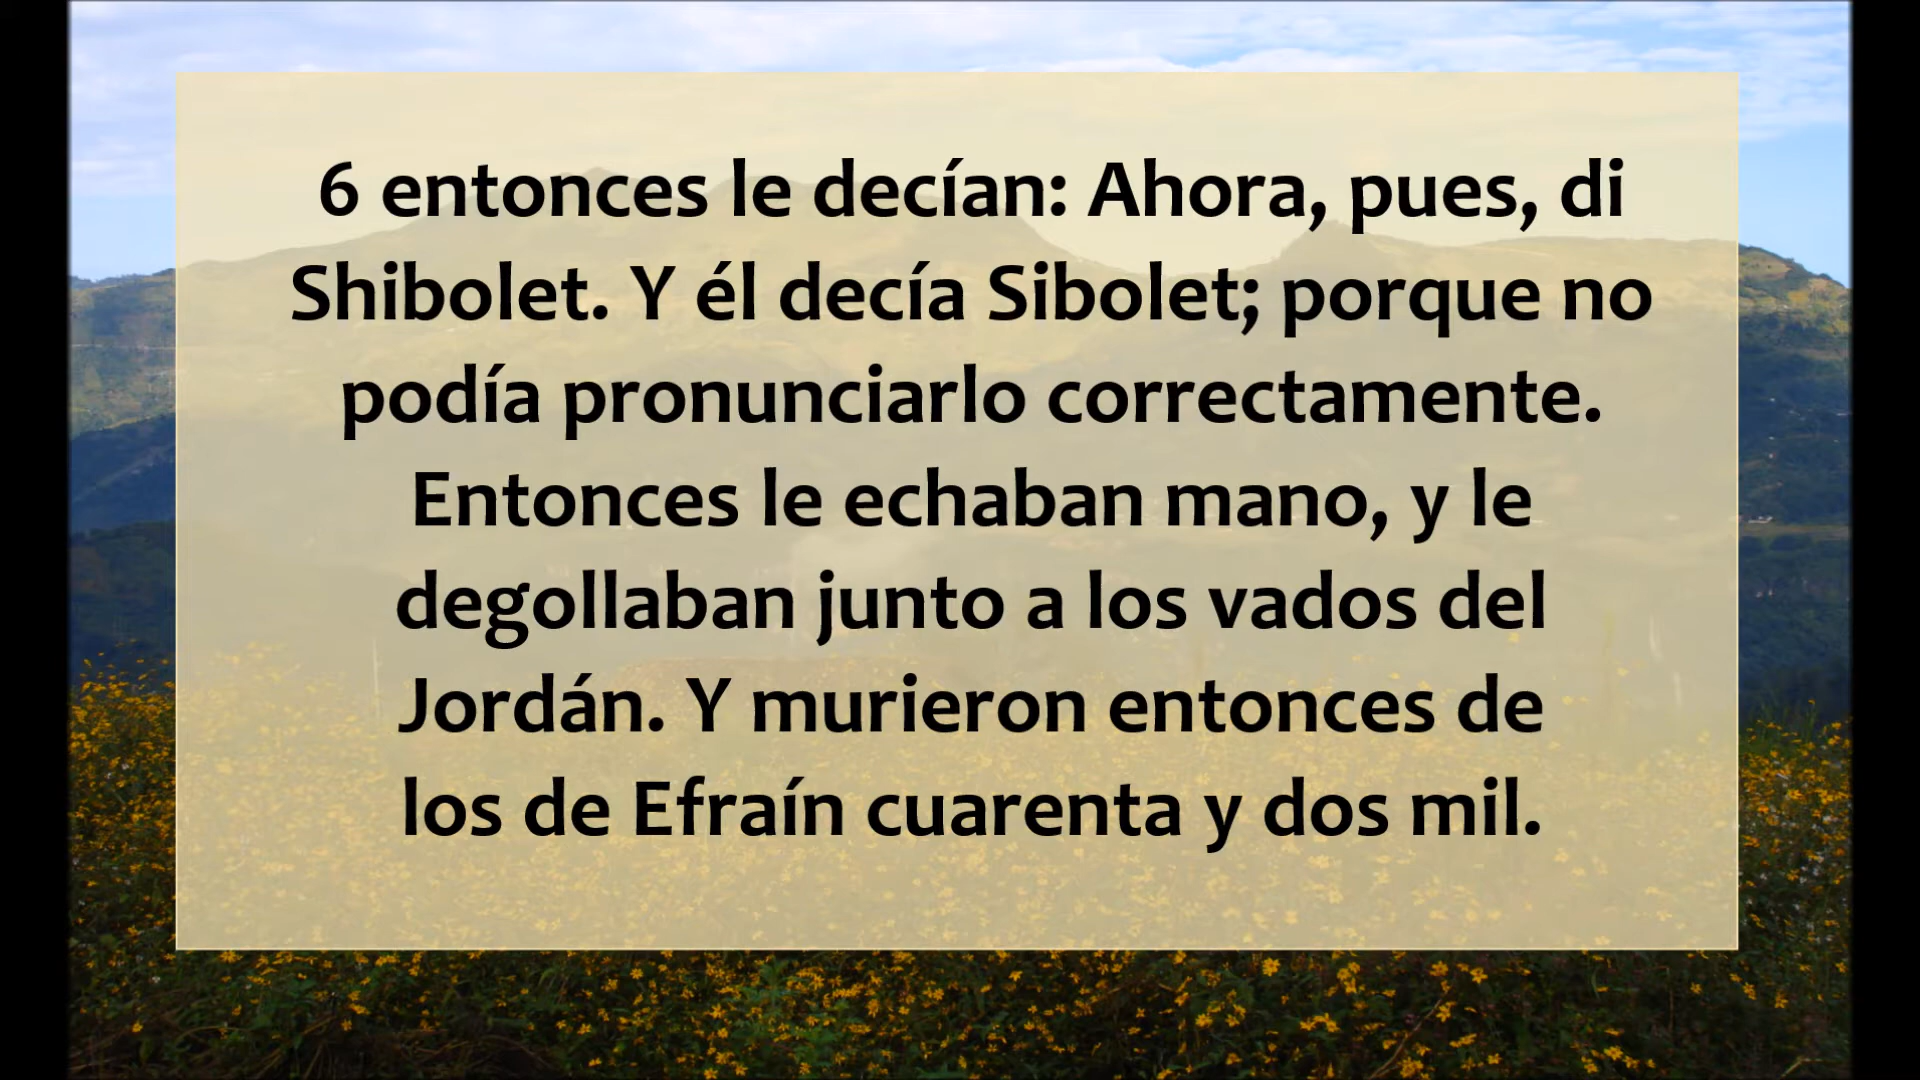 6 entonces le decían: Ahora, pues, di
Shibolet. Y él decía Sibolet; porque no
podía pronunciarlo correctamente.
Entonces le echaban mano, y le
degollaban junto a los vados del
Jordán. Y murieron entonces de
los de Efraín cuarenta y dos mil.